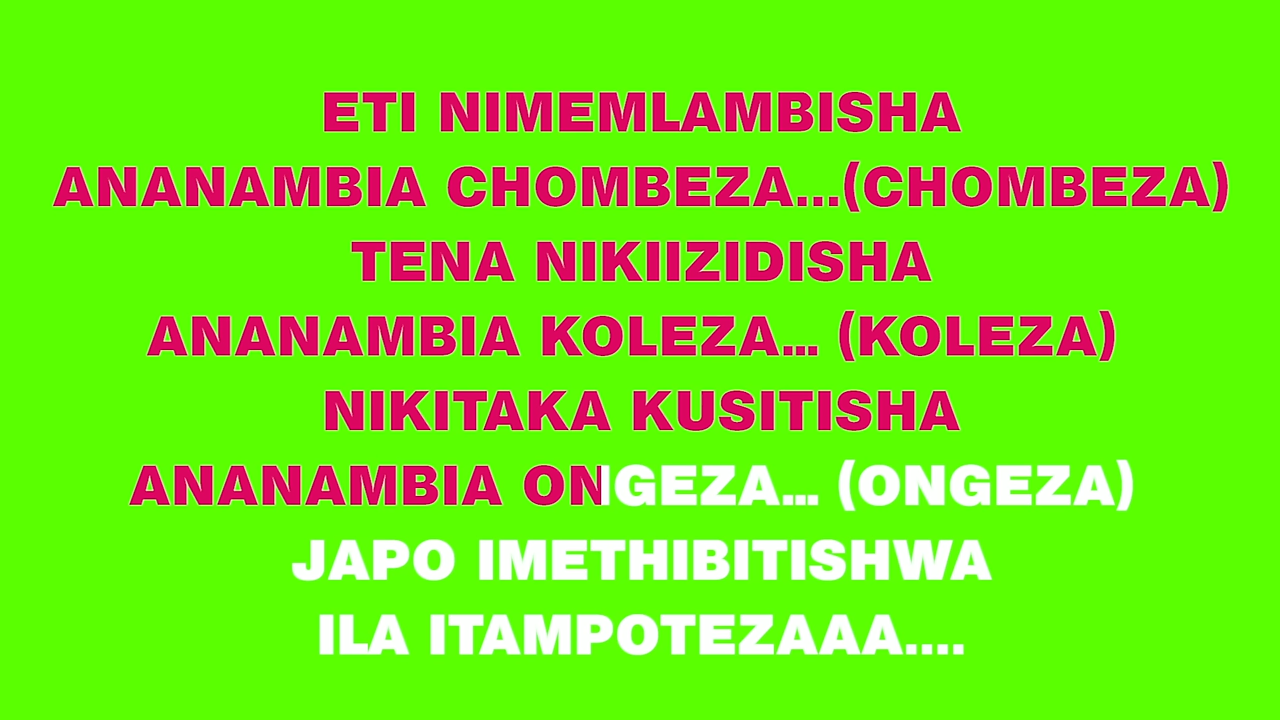 ETI NIMEMLAMBISHA
ANANAMBIA CHOMBEZA...(CHOMBEZA)
TENA NIKIIZIDISHA
ANANAMBIA KOLEZA... (KOLEZA)
NIKITAKA KUSITISHA
ANANAMBIA ONGEZA... (ONGEZA)
JAPO IMETHIBITISHWA
ILA ITAMPOTEZAAA....